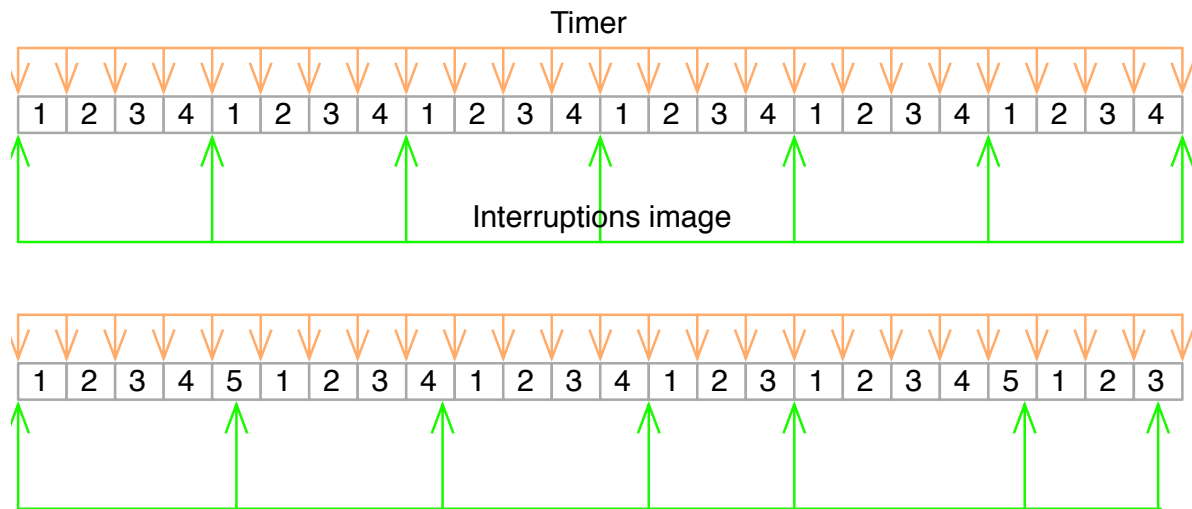 Timer
1 2 3 4 1 2 3 4 1 2 3 4 1 2 3 4 1 2 3 4 1 2 3 4
Interruptions image
1 2 3 4 5 1 2 3 4 1 2 3 4 1 2 3 1 2 3 4 5 1 2 3